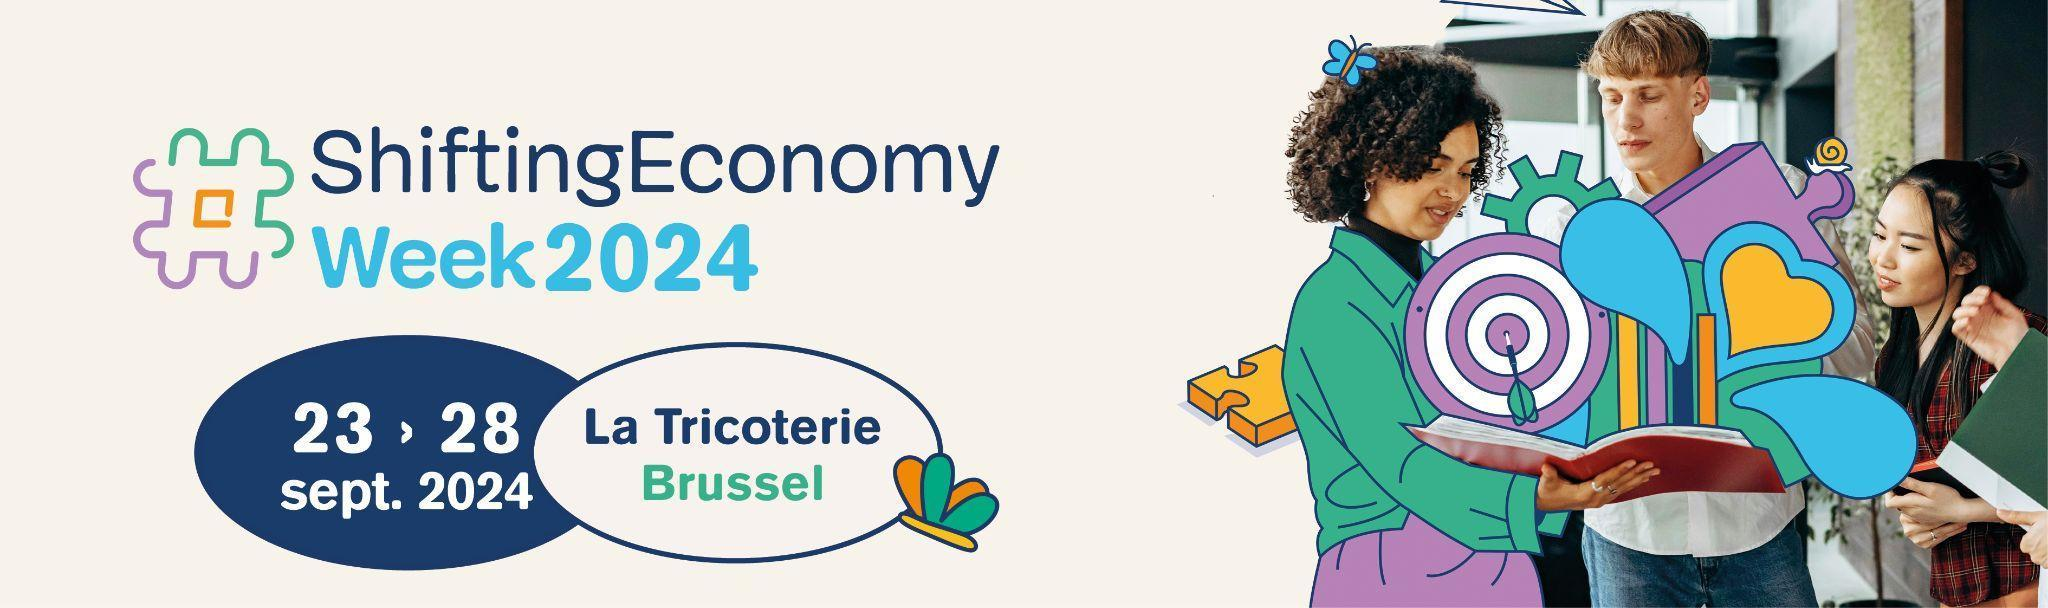 ShiftingEconomy
Week2024
23 › 28
sept. 2024
La Tricoterie
Brussel